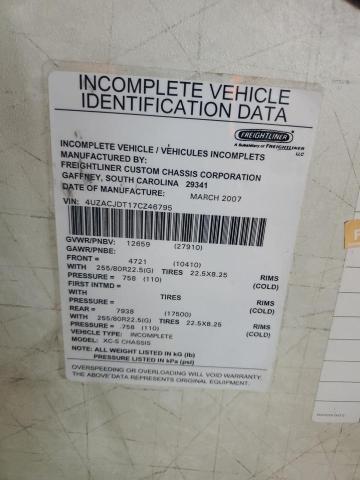 INCOMPLETE VEHICLE
IDENTIFICATION DATA
FREIGHTLINER
A Subsidiary of FREIGHTLINER LLC
INCOMPLETE VEHICLE / VEHICULES INCOMPLETS
MANUFACTURED BY:
FREIGHTLINER CUSTOM CHASSIS CORPORATION
GAFFNEY, SOUTH CAROLINA 29341
DATE OF MANUFACTURE: MARCH 2007
VIN: 4UZACJDT17CZ46795
GVWR/PNBV: 12659 (27910)
GAWR/PNBE:
FRONT = 4721 (10410)
WITH = 255/80R22.5(G) TIRES 22.5X8.25 RIMS
PRESSURE = 758 (110) (COLD)
FIRST INTMD =
WITH TIRES RIMS
PRESSURE = (COLD)
REAR = 7938 (17500)
WITH = 255/80R22.5(G) TIRES 22.5X8.25 RIMS
PRESSURE = 758 (110) (COLD)
VEHICLE TYPE: INCOMPLETE
MODEL: XC-S CHASSIS
NOTE: ALL WEIGHT LISTED IN kG (lb)
PRESSURE LISTED IN kPa (psi)
OVERSPEEDING OR OVERLOADING WILL VOID WARRANTY.
THE ABOVE DATA REPRESENTS ORIGINAL EQUIPMENT.